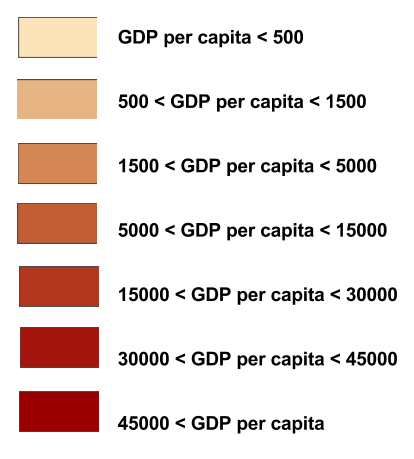 GDP per capita < 500
500 < GDP per capita < 1500
1500 < GDP per capita < 5000
5000 < GDP per capita < 15000
15000 < GDP per capita < 30000
30000 < GDP per capita < 45000
45000 < GDP per capita